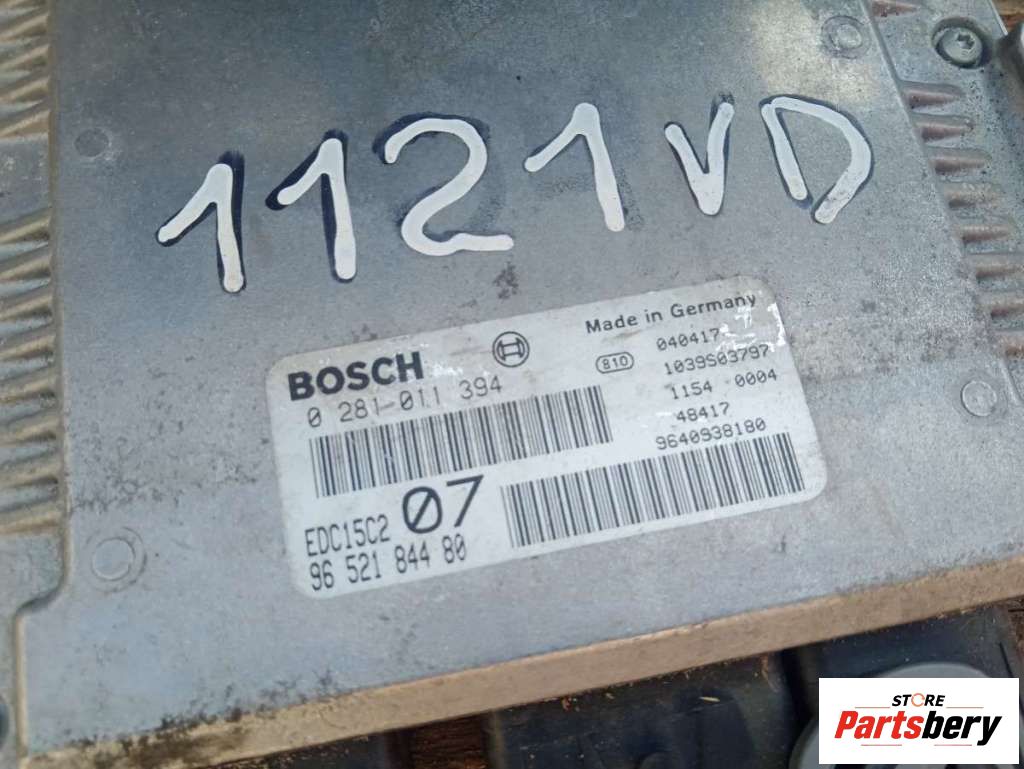 1121VD
BOSCH
Made in Germany
0 281-011 394
810
040417
1039S03797
1154 0004
48417
9640938180
07
EDC15C2
96 521 844 80
STORE
Partsbery